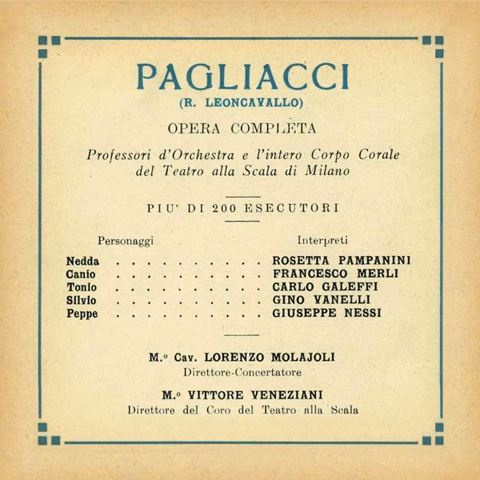 PAGLIACCI
(R. LEONCAVALLO)
OPERA COMPLETA
Professori d'Orchestra e l'intero Corpo Corale
del Teatro alla Scala di Milano
PIU' DI 200 ESECUTORI
Personaggi Interpreti
Nedda . . . . . . . . . . ROSETTA PAMPANINI
Canio . . . . . . . . . . FRANCESCO MERLI
Tonio . . . . . . . . . . CARLO GALEFFI
Silvio . . . . . . . . . . GINO VANELLI
Peppe . . . . . . . . . . GIUSEPPE NESSI
M.º Cav. LORENZO MOLAJOLI
Direttore-Concertatore
M.º VITTORE VENEZIANI
Direttore del Coro del Teatro alla Scala